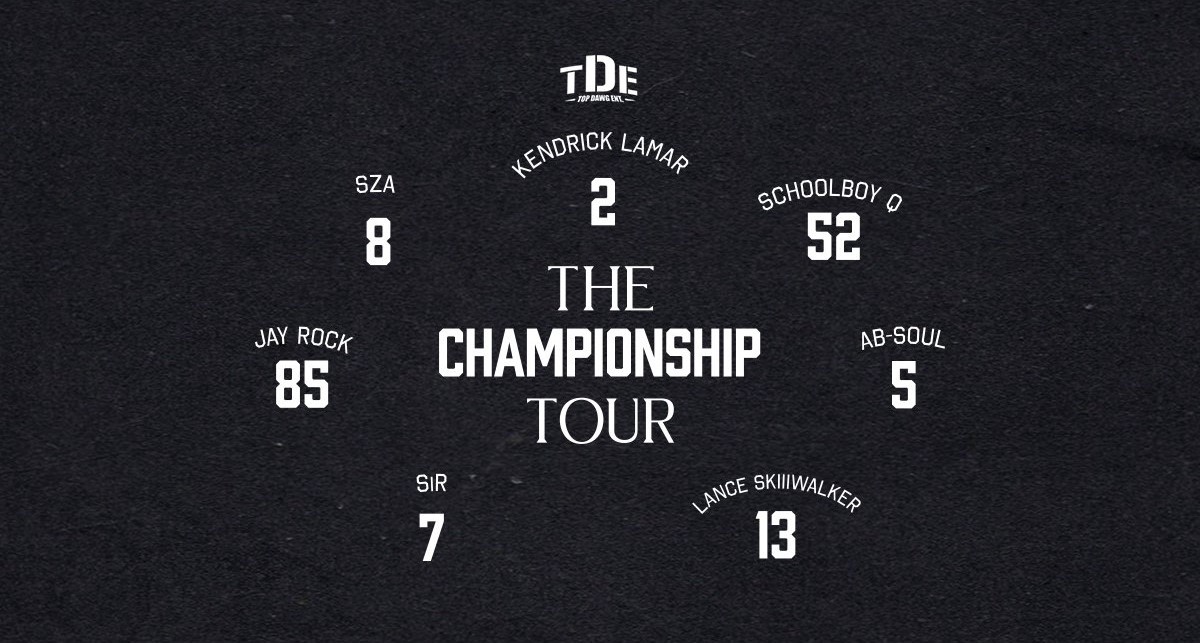 TDE
TOP DAWG ENT.
KENDRICK LAMAR
2
SZA
8
SCHOOLBOY Q
52
THE
CHAMPIONSHIP
TOUR
JAY ROCK
85
AB-SOUL
5
SiR
7
LANCE SKIIIWALKER
13